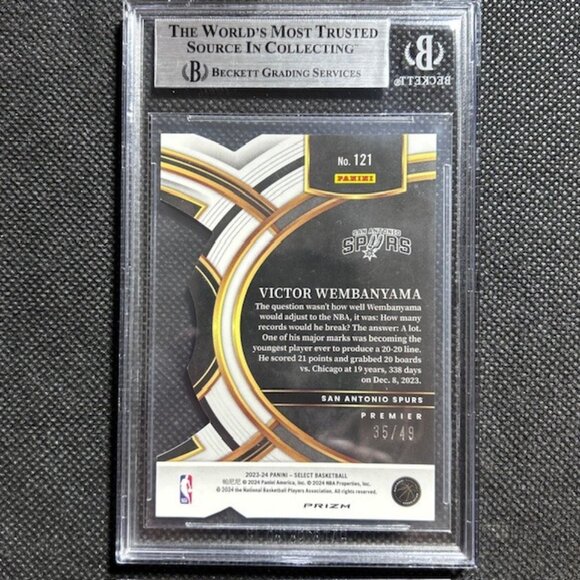 THE WORLD'S MOST TRUSTED
SOURCE IN COLLECTING
B BECKETT GRADING SERVICES
B
BECKETT
No. 121
PANINI
SAN ANTONIO
SPURS
VICTOR WEMBANYAMA
The question wasn't how well Wembanyama
would adjust to the NBA, it was: How many
records would he break? The answer: A lot.
One of his major marks was becoming the
youngest player ever to produce a 20-20 line.
He scored 21 points and grabbed 20 boards
vs. Chicago at 19 years, 338 days
on Dec. 8, 2023.
SAN ANTONIO SPURS
PREMIER
35/49
2023-24 PANINI – SELECT BASKETBALL
帕尼尼 © 2024 Panini America, Inc. © 2024 NBA Properties, Inc.
© 2024 the National Basketball Players Association. All rights reserved.
NBA
PRIZM